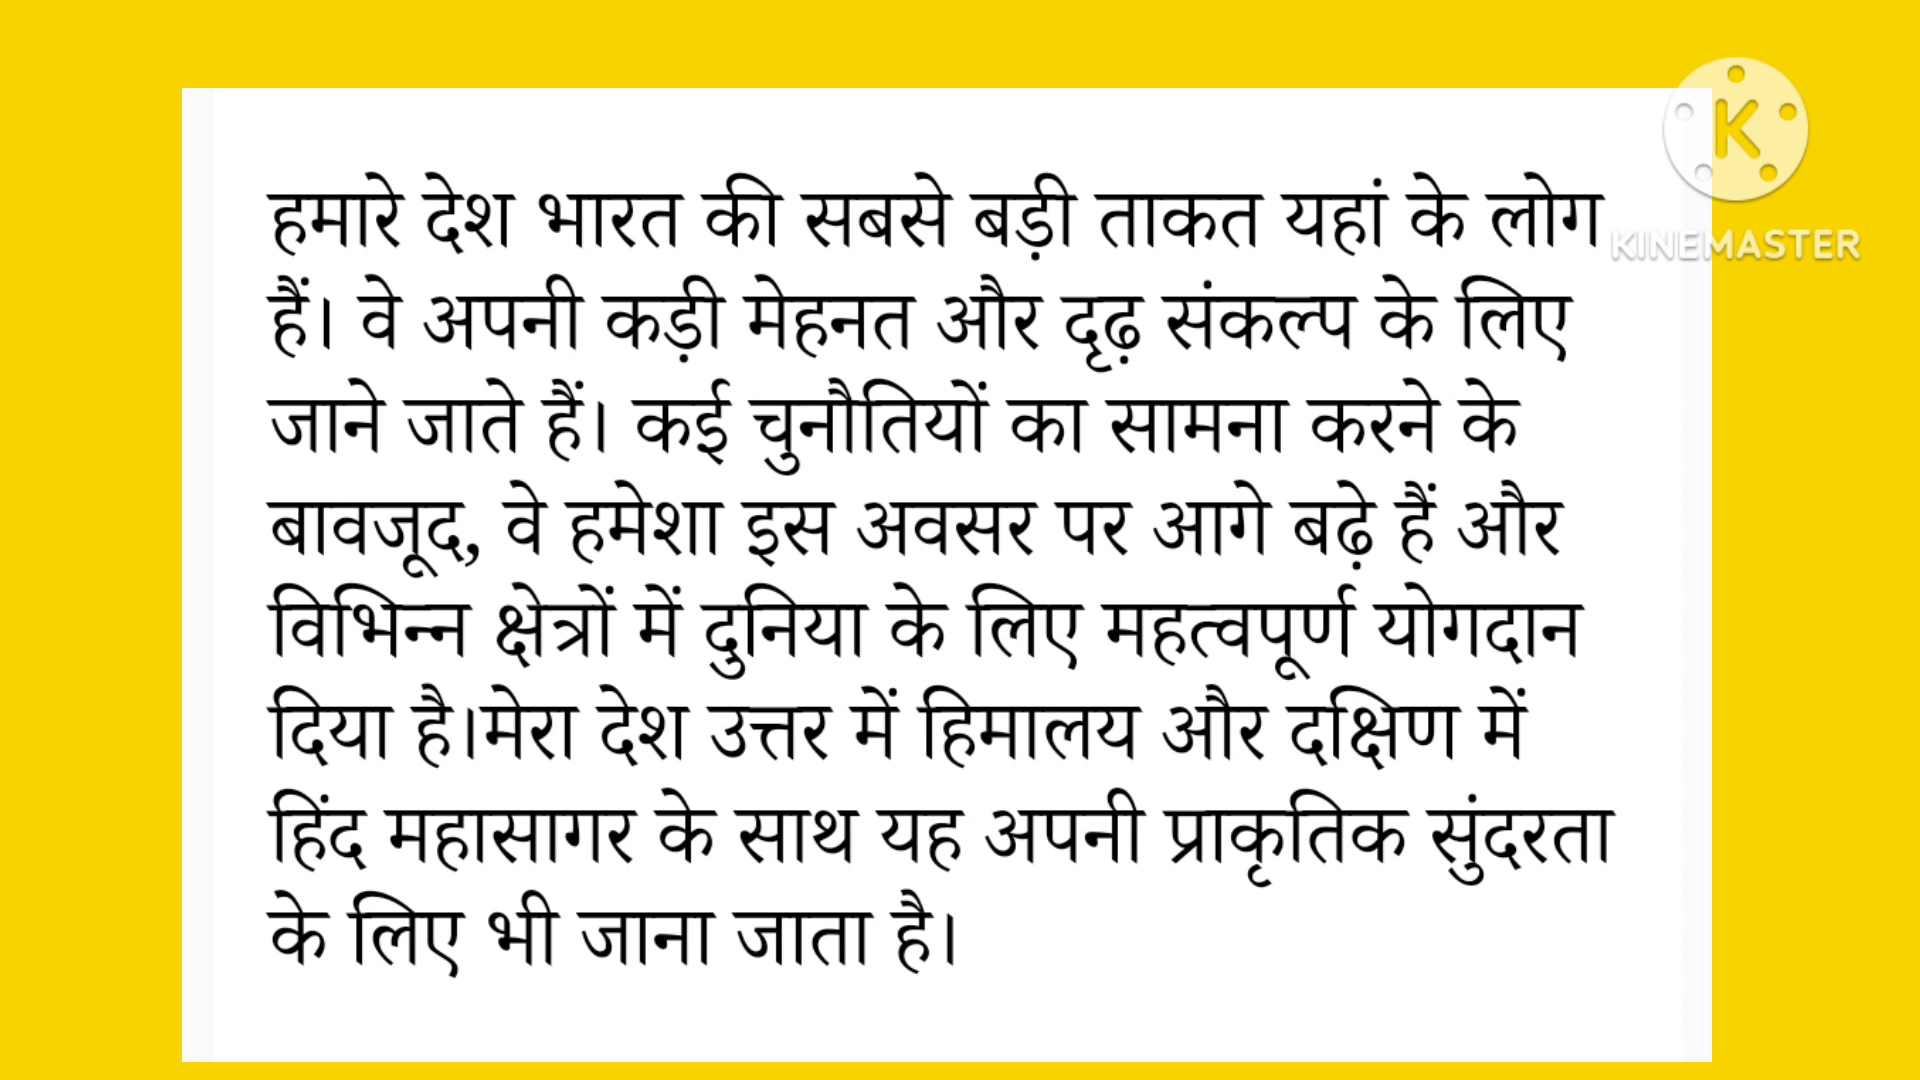 K
KINEMASTER
हमारे देश भारत की सबसे बड़ी ताकत यहां के लोग
हैं। वे अपनी कड़ी मेहनत और दृढ़ संकल्प के लिए
जाने जाते हैं। कई चुनौतियों का सामना करने के
बावजूद, वे हमेशा इस अवसर पर आगे बढ़े हैं और
विभिन्न क्षेत्रों में दुनिया के लिए महत्वपूर्ण योगदान
दिया है।मेरा देश उत्तर में हिमालय और दक्षिण में
हिंद महासागर के साथ यह अपनी प्राकृतिक सुंदरता
के लिए भी जाना जाता है।